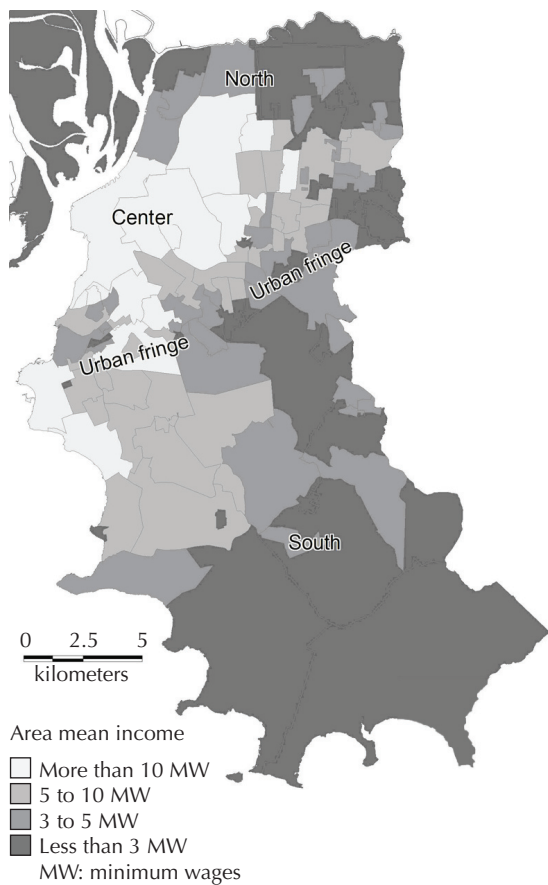 North
Center
Urban fringe
Urban fringe
South
0 2.5 5
kilometers
Area mean income
More than 10 MW
5 to 10 MW
3 to 5 MW
Less than 3 MW
MW: minimum wages